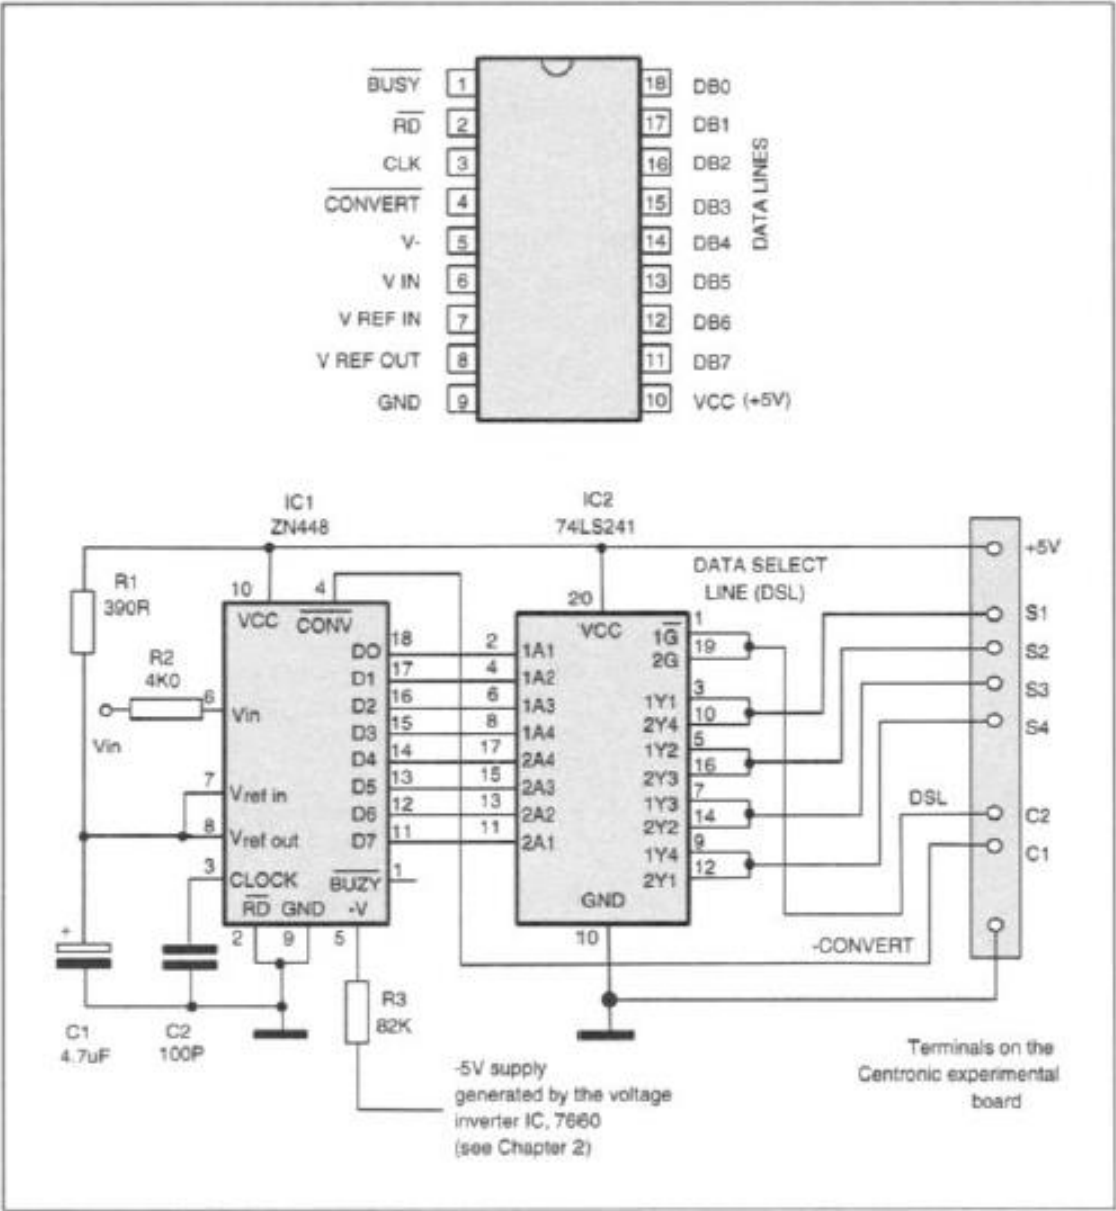 BUSY 1
RD 2
CLK 3
CONVERT 4
V- 5
V IN 6
V REF IN 7
V REF OUT 8
GND 9
18 DB0
17 DB1
16 DB2
15 DB3
14 DB4
13 DB5
12 DB6
11 DB7
10 VCC (+5V)
DATA LINES
IC1
ZN448
IC2
74LS241
DATA SELECT
LINE (DSL)
R1
390R
R2
4K0
Vin
10
4
VCC
CONV
6
Vin
7
Vref in
8
Vref out
3
CLOCK
RD GND -V
2 9 5
DO 18
D1 17
D2 16
D3 15
D4 14
D5 13
D6 12
D7 11
BUZY 1
20
VCC
2 1A1
4 1A2
6 1A3
8 1A4
17 2A4
15 2A3
13 2A2
11 2A1
1G 1
2G 19
1Y1 3
2Y4 10
1Y2 5
2Y3 16
1Y3 7
2Y2 14
1Y4 9
2Y1 12
GND
10
+5V
S1
S2
S3
S4
DSL
C2
C1
-CONVERT
+
C1
4.7uF
C2
100P
R3
82K
-5V supply
generated by the voltage
inverter IC, 7660
(see Chapter 2)
Terminals on the
Centronic experimental
board